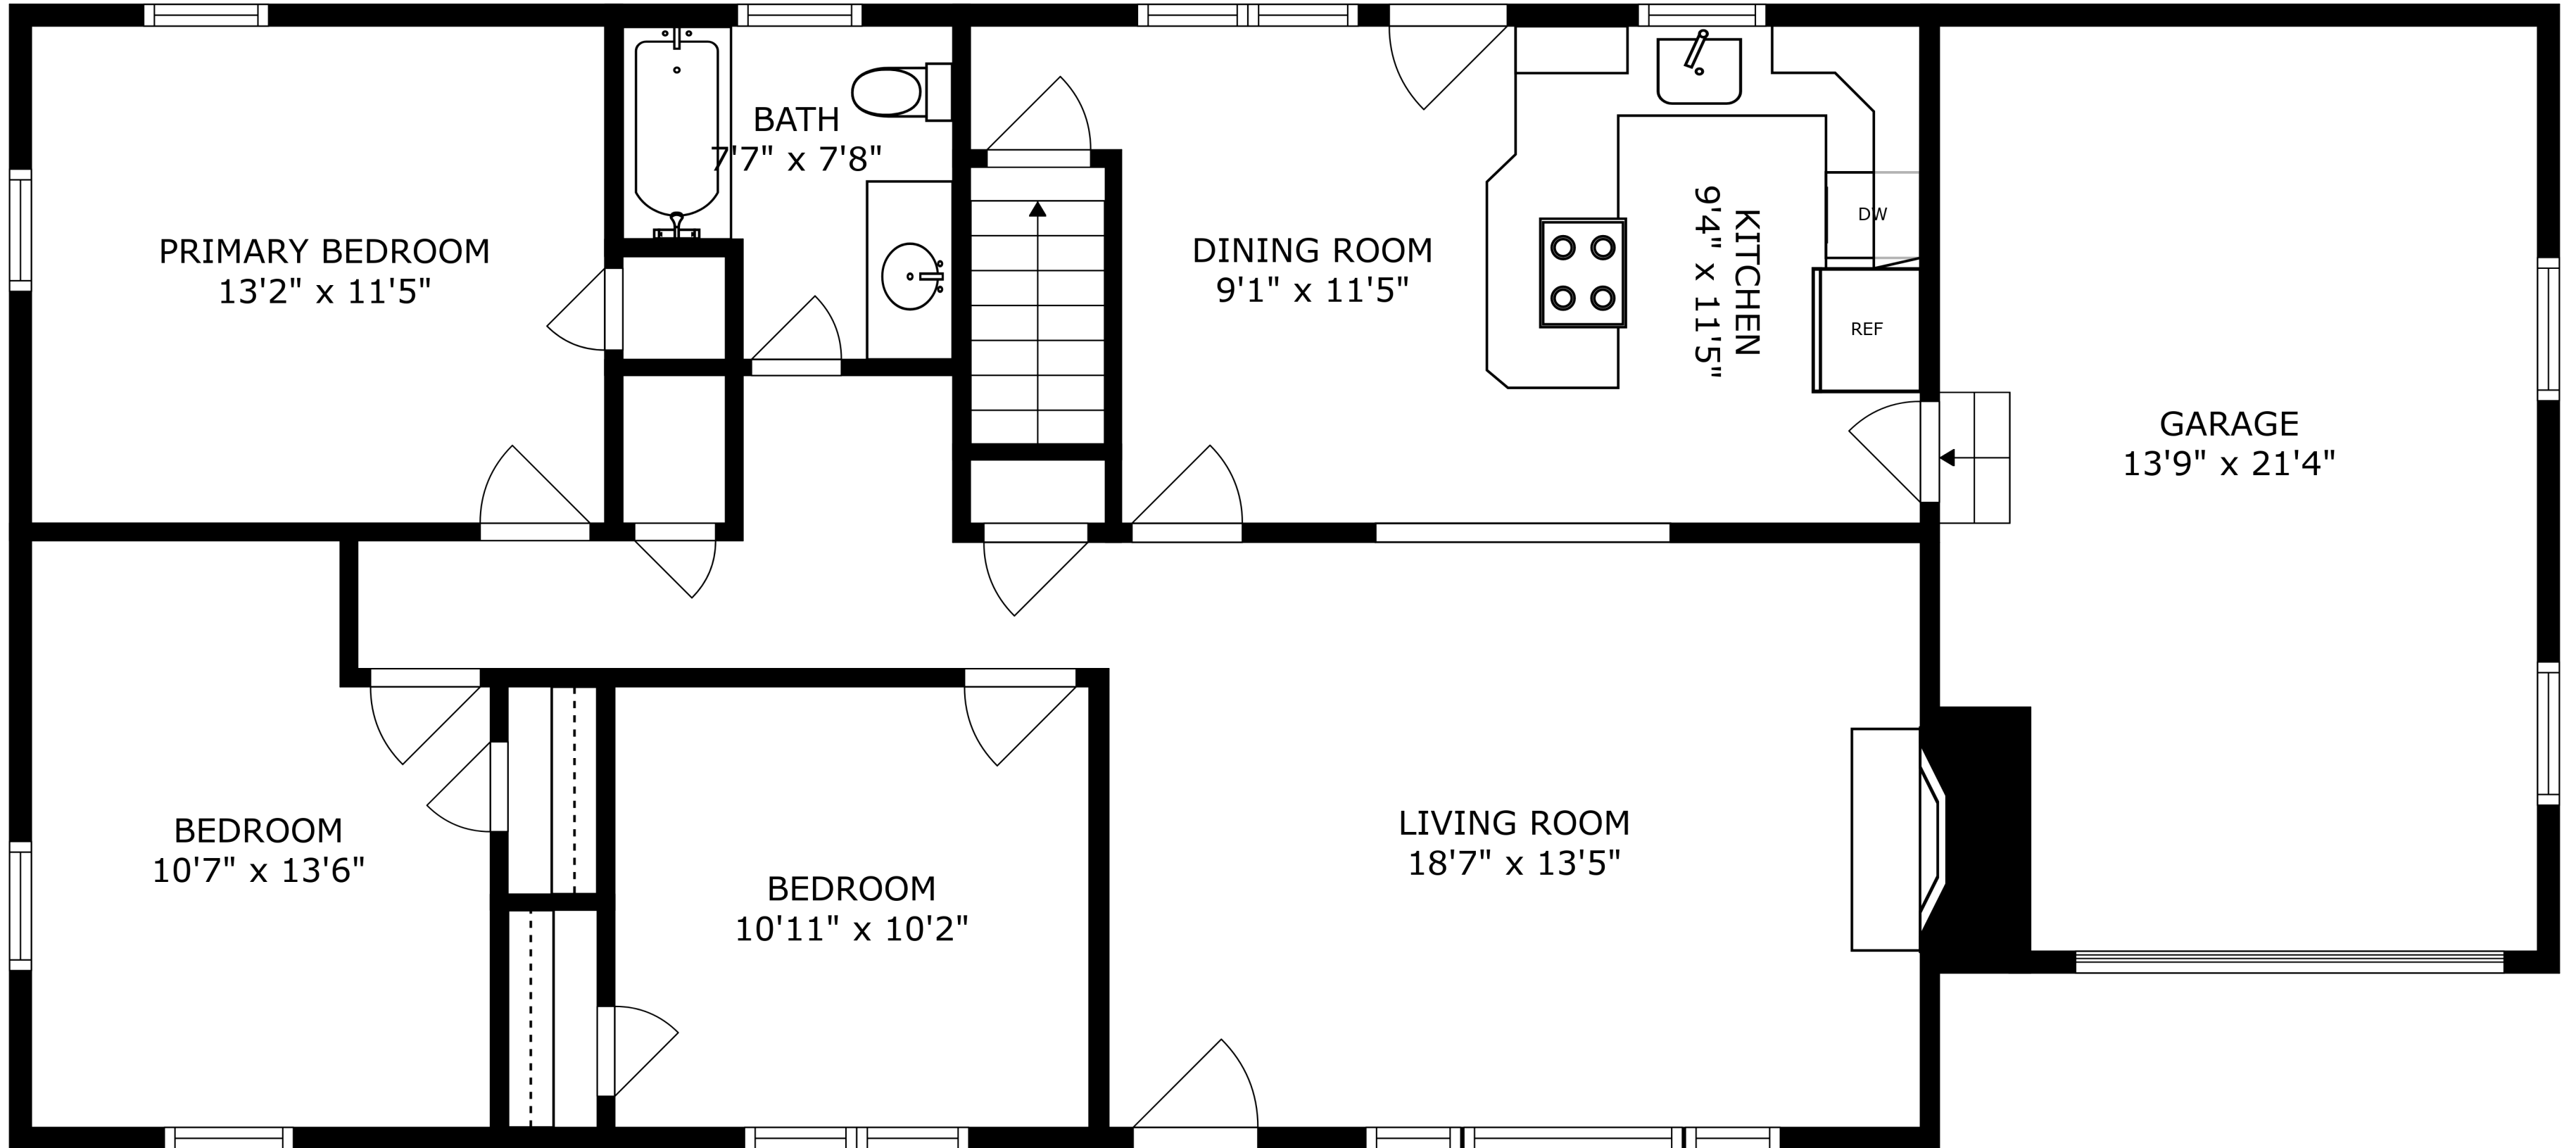 BATH
7'7" x 7'8"
PRIMARY BEDROOM
13'2" x 11'5"
DINING ROOM
9'1" x 11'5"
KITCHEN
9'4" x 11'5"
DW
REF
GARAGE
13'9" x 21'4"
BEDROOM
10'7" x 13'6"
BEDROOM
10'11" x 10'2"
LIVING ROOM
18'7" x 13'5"